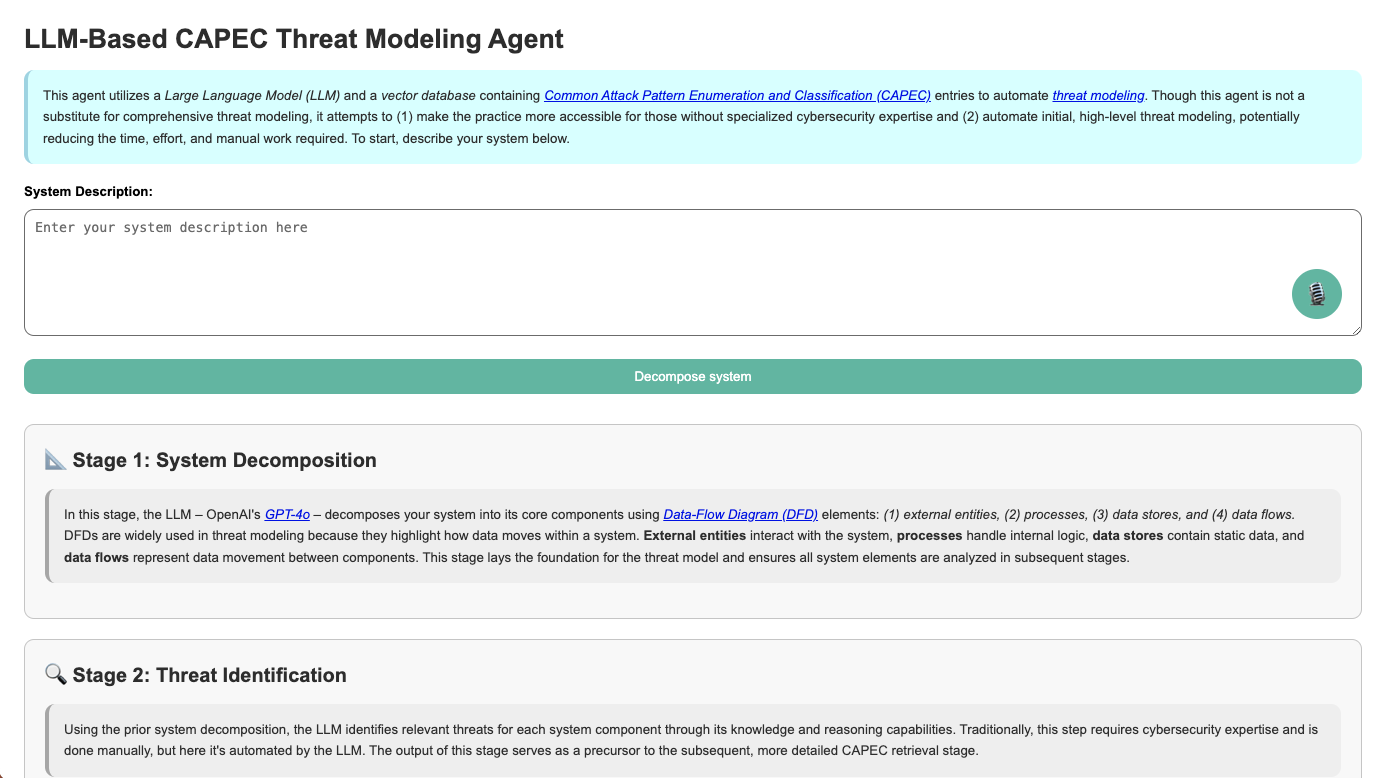 LLM-Based CAPEC Threat Modeling Agent
This agent utilizes a Large Language Model (LLM) and a vector database containing Common Attack Pattern Enumeration and Classification (CAPEC) entries to automate threat modeling. Though this agent is not a
substitute for comprehensive threat modeling, it attempts to (1) make the practice more accessible for those without specialized cybersecurity expertise and (2) automate initial, high-level threat modeling, potentially
reducing the time, effort, and manual work required. To start, describe your system below.
System Description:
Enter your system description here
Decompose system
Stage 1: System Decomposition
In this stage, the LLM – OpenAI's GPT-4o – decomposes your system into its core components using Data-Flow Diagram (DFD) elements: (1) external entities, (2) processes, (3) data stores, and (4) data flows.
DFDs are widely used in threat modeling because they highlight how data moves within a system. External entities interact with the system, processes handle internal logic, data stores contain static data, and
data flows represent data movement between components. This stage lays the foundation for the threat model and ensures all system elements are analyzed in subsequent stages.
Stage 2: Threat Identification
Using the prior system decomposition, the LLM identifies relevant threats for each system component through its knowledge and reasoning capabilities. Traditionally, this step requires cybersecurity expertise and is
done manually, but here it's automated by the LLM. The output of this stage serves as a precursor to the subsequent, more detailed CAPEC retrieval stage.